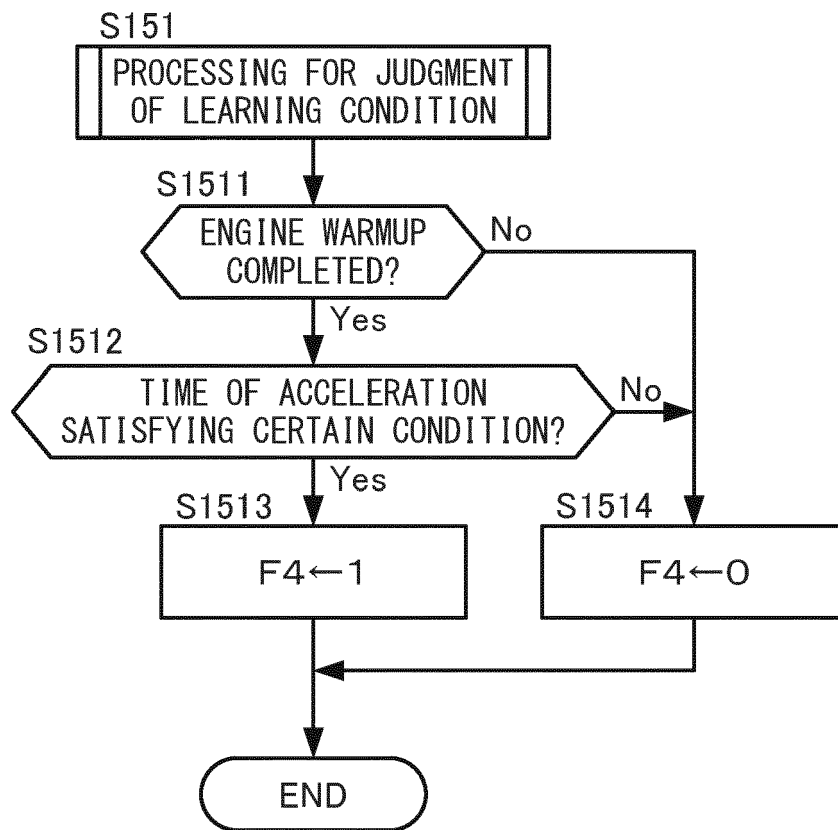 S151
PROCESSING FOR JUDGMENT
OF LEARNING CONDITION
S1511
ENGINE WARMUP
COMPLETED?
No
Yes
S1512
TIME OF ACCELERATION
SATISFYING CERTAIN CONDITION?
No
Yes
S1513
F4←1
S1514
F4←0
END